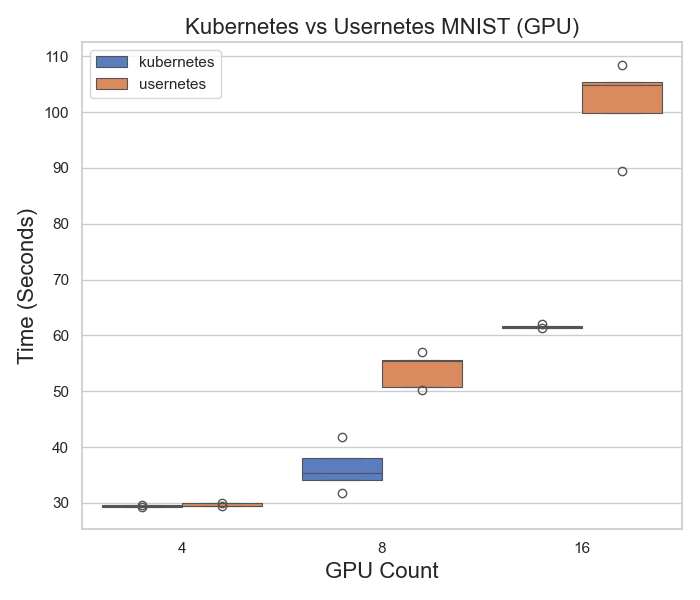 Kubernetes vs Usernetes MNIST (GPU)
kubernetes
usernetes
110
100
90
80
70
60
50
40
30
Time (Seconds)
4
8
16
GPU Count